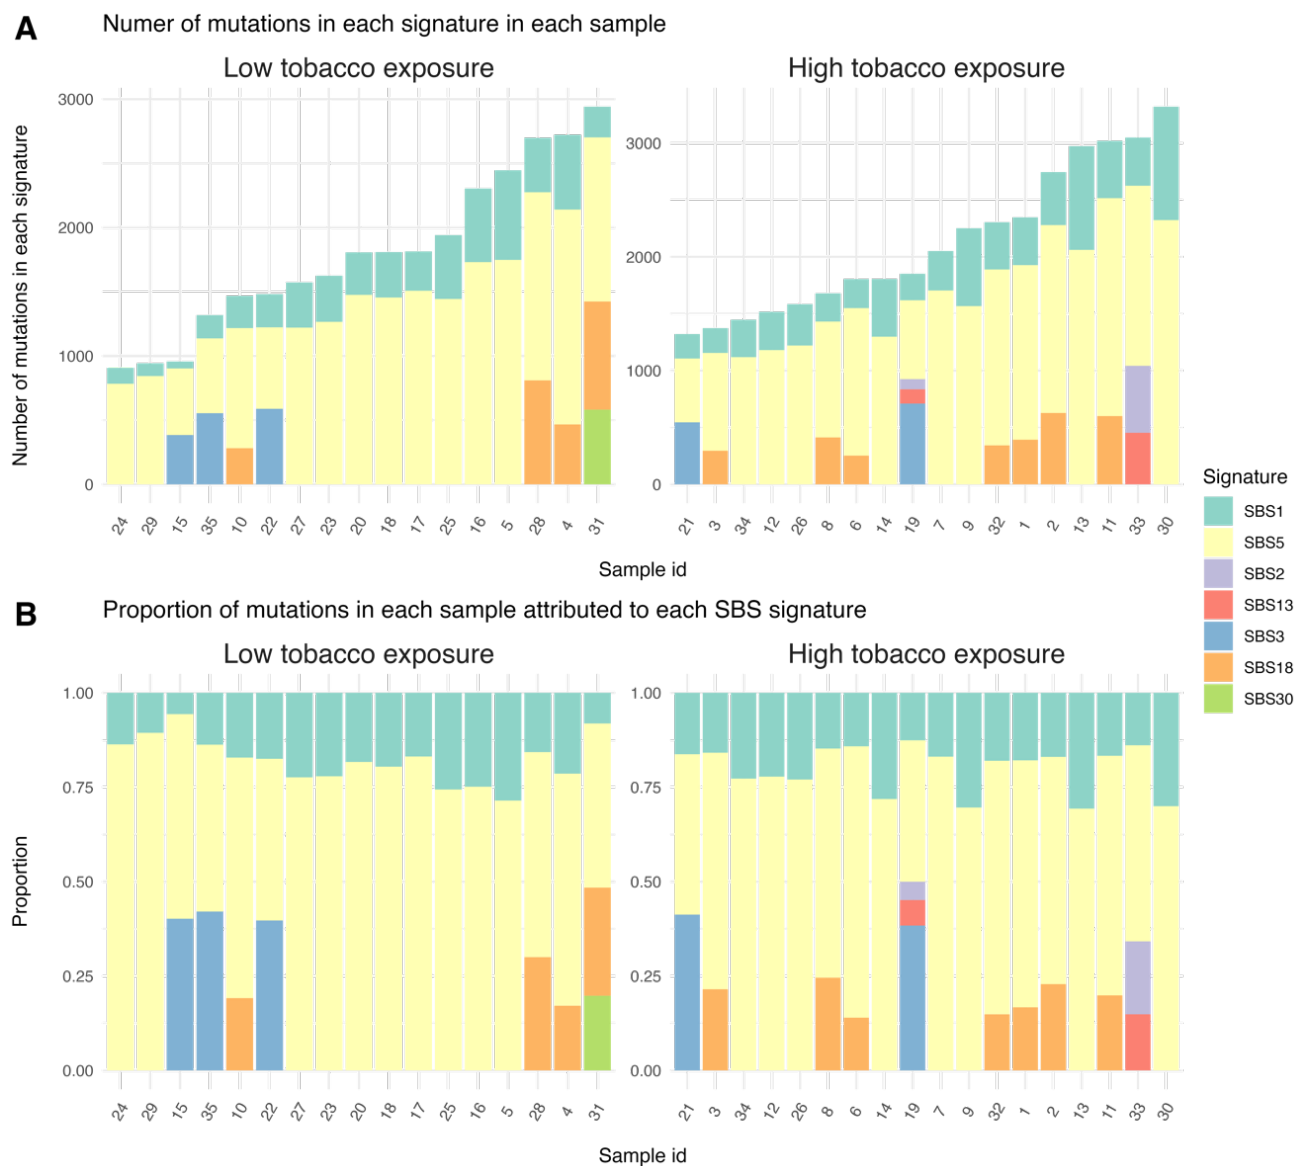 A
Numer of mutations in each signature in each sample
Low tobacco exposure
High tobacco exposure
Number of mutations in each signature
3000
2000
1000
0
3000
2000
1000
0
24 29 15 35 10 22 27 23 20 18 17 25 16 5 28 4 31
21 3 34 12 26 8 6 14 19 7 9 32 1 2 13 11 33 30
Sample id
B
Proportion of mutations in each sample attributed to each SBS signature
Low tobacco exposure
High tobacco exposure
Proportion
1.00
0.75
0.50
0.25
0.00
1.00
0.75
0.50
0.25
0.00
24 29 15 35 10 22 27 23 20 18 17 25 16 5 28 4 31
21 3 34 12 26 8 6 14 19 7 9 32 1 2 13 11 33 30
Sample id
Signature
SBS1
SBS5
SBS2
SBS13
SBS3
SBS18
SBS30